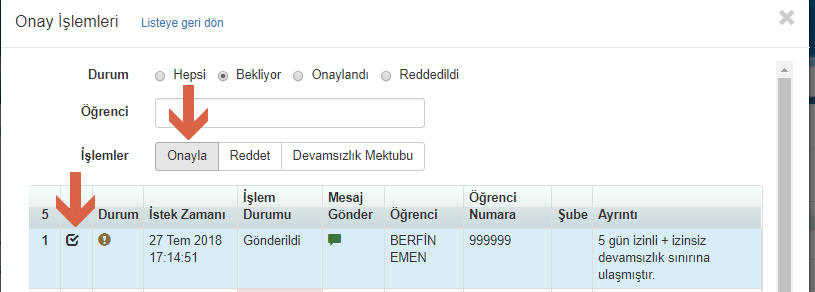 Onay İşlemleri Listeye geri dön
Durum Hepsi Bekliyor Onaylandı Reddedildi
Öğrenci
İşlemler Onayla Reddet Devamsızlık Mektubu
5 Durum İstek Zamanı İşlem Durumu Mesaj Gönder Öğrenci Öğrenci Numara Şube Ayrıntı
1 27 Tem 2018 17:14:51 Gönderildi BERFİN EMEN 999999 5 gün izinli + izinsiz
devamsızlık sınırına
ulaşmıştır.